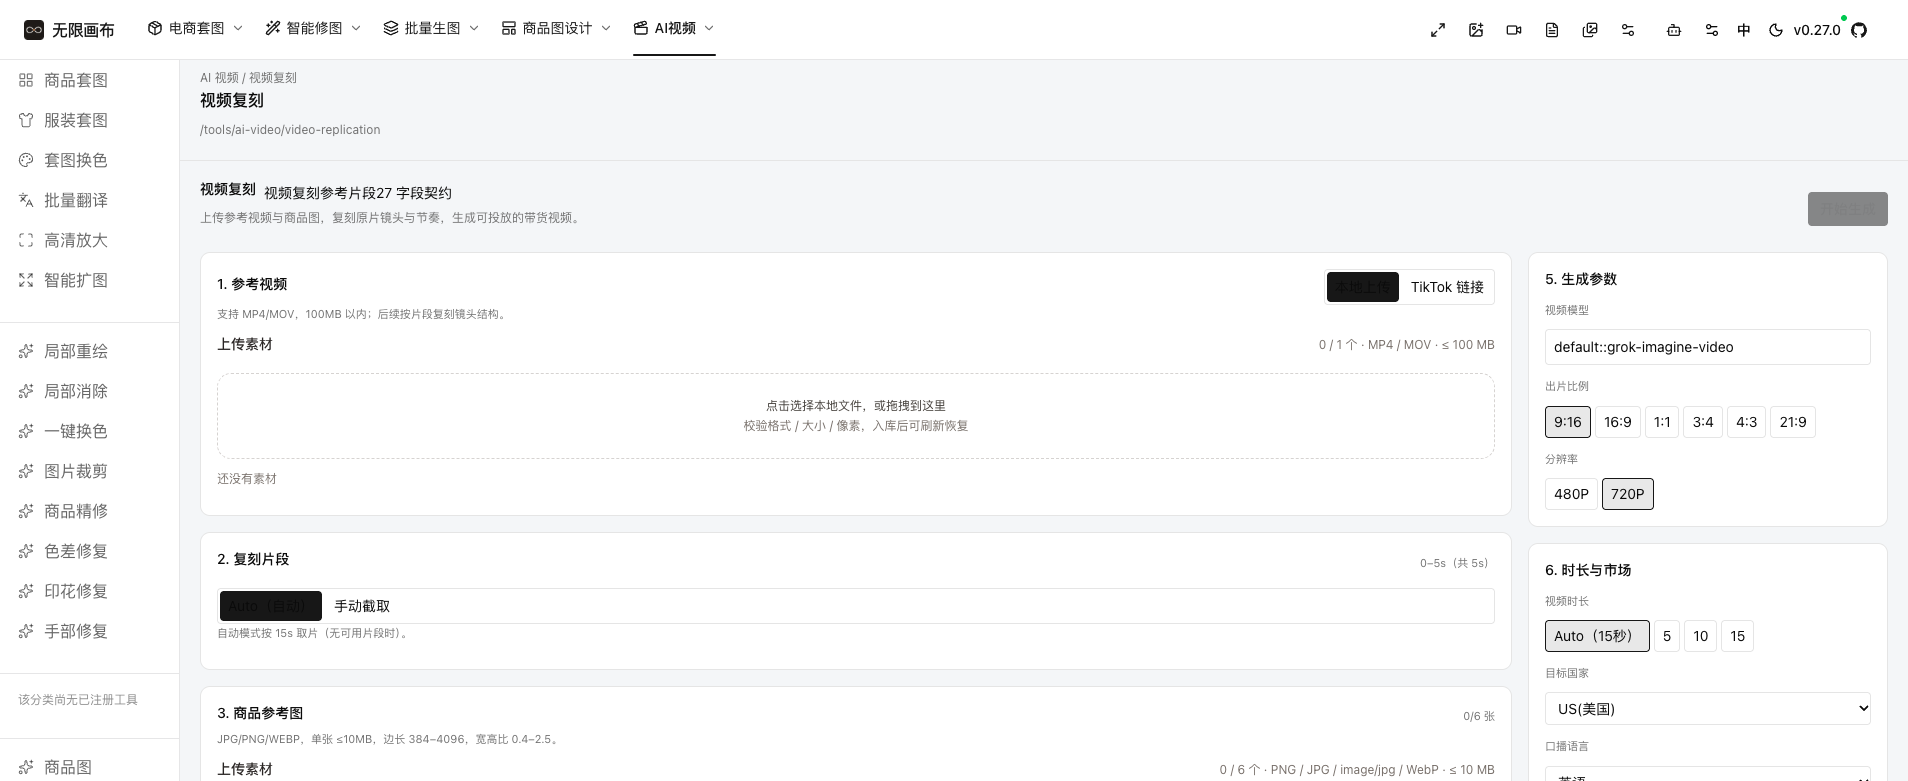 无限画布
电商套图
智能修图
批量生图
商品图设计
AI视频
中
v0.27.0
商品套图
服装套图
套图换色
批量翻译
高清放大
智能扩图
局部重绘
局部消除
一键换色
图片裁剪
商品精修
色差修复
印花修复
手部修复
该分类尚无已注册工具
商品图
AI 视频 / 视频复刻
视频复刻
/tools/ai-video/video-replication
视频复刻 视频复刻参考片段27 字段契约
上传参考视频与商品图，复刻原片镜头与节奏，生成可投放的带货视频。
开始生成
1. 参考视频
本地上传 TikTok 链接
支持 MP4/MOV，100MB 以内；后续按片段复刻镜头结构。
上传素材
0 / 1 个 · MP4 / MOV · ≤ 100 MB
点击选择本地文件，或拖拽到这里
校验格式 / 大小 / 像素，入库后可刷新恢复
还没有素材
2. 复刻片段
0–5s（共 5s）
Auto（自动） 手动截取
自动模式按 15s 取片（无可用片段时）。
3. 商品参考图
0/6 张
JPG/PNG/WEBP，单张 ≤10MB，边长 384–4096，宽高比 0.4–2.5。
上传素材
0 / 6 个 · PNG / JPG / image/jpg / WebP · ≤ 10 MB
5. 生成参数
视频模型
default::grok-imagine-video
出片比例
9:16 16:9 1:1 3:4 4:3 21:9
分辨率
480P 720P
6. 时长与市场
视频时长
Auto（15秒） 5 10 15
目标国家
US(美国)
口播语言
英语